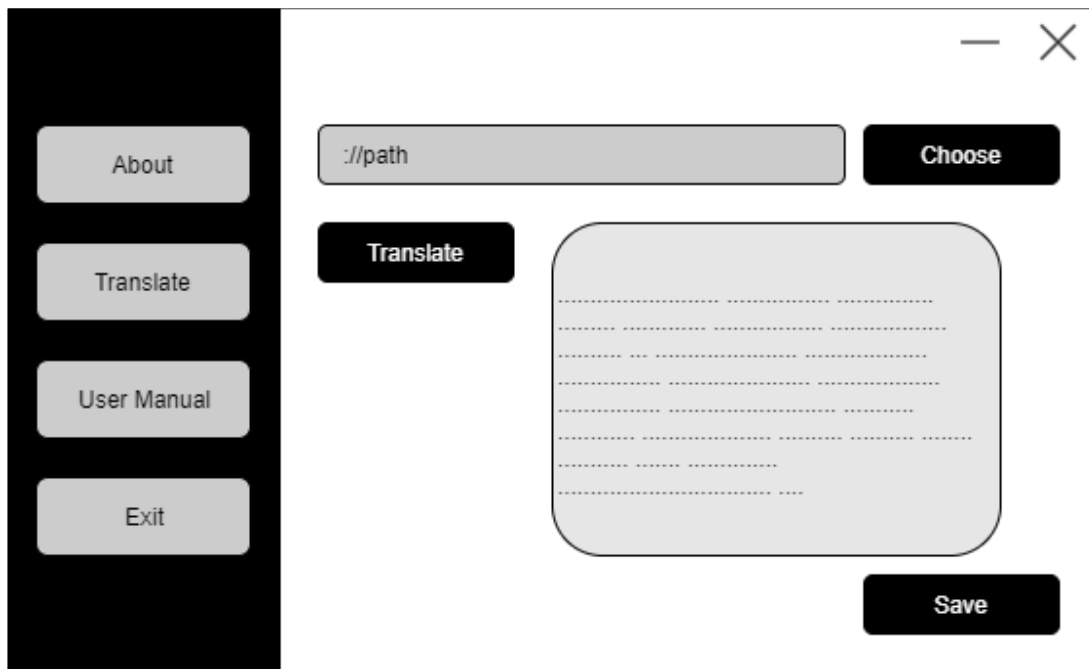 About
Translate
User Manual
Exit
://path
Choose
Translate
Save